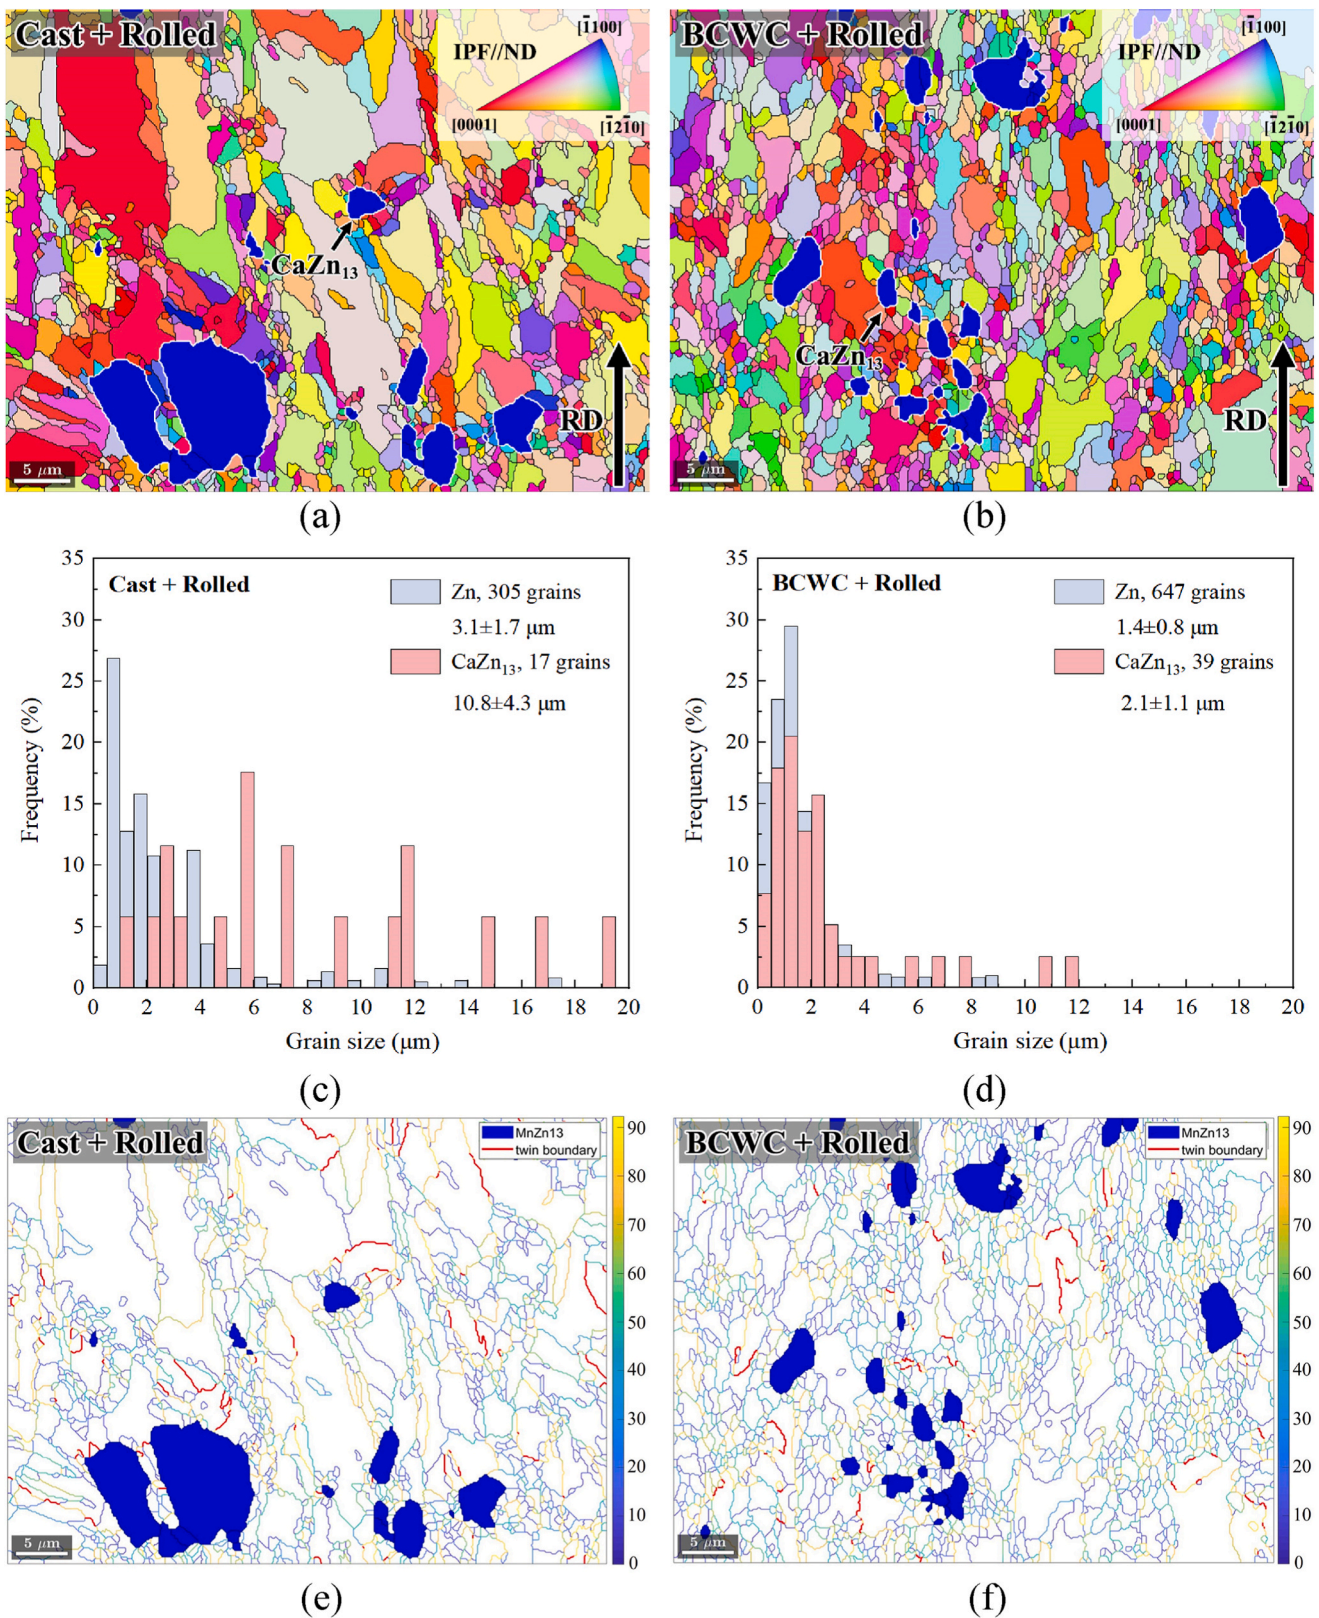 Cast + Rolled
IPF//ND
[1̄100]
[0001]
[1̄21̄0]
CaZn₁₃
RD
5 μm
(a)
BCWC + Rolled
IPF//ND
[1̄100]
[0001]
[1̄21̄0]
CaZn₁₃
RD
5 μm
(b)
Cast + Rolled
Zn, 305 grains
3.1±1.7 μm
CaZn₁₃, 17 grains
10.8±4.3 μm
Frequency (%)
35
30
25
20
15
10
5
0
0 2 4 6 8 10 12 14 16 18 20
Grain size (μm)
(c)
BCWC + Rolled
Zn, 647 grains
1.4±0.8 μm
CaZn₁₃, 39 grains
2.1±1.1 μm
Frequency (%)
35
30
25
20
15
10
5
0
0 2 4 6 8 10 12 14 16 18 20
Grain size (μm)
(d)
Cast + Rolled
MnZn13
twin boundary
90
80
70
60
50
40
30
20
10
0
5 μm
(e)
BCWC + Rolled
MnZn13
twin boundary
90
80
70
60
50
40
30
20
10
0
5 μm
(f)